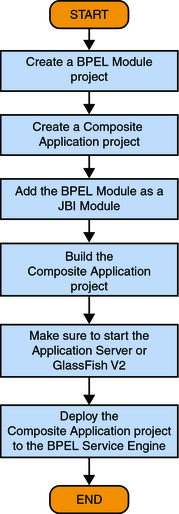 START
Create a BPEL Module
project
Create a Composite
Application project
Add the BPEL Module as a
JBI Module
Build the
Composite Application
project
Make sure to start the
Application Server or
GlassFish V2
Deploy the
Composite Application project
to the BPEL Service Engine
END